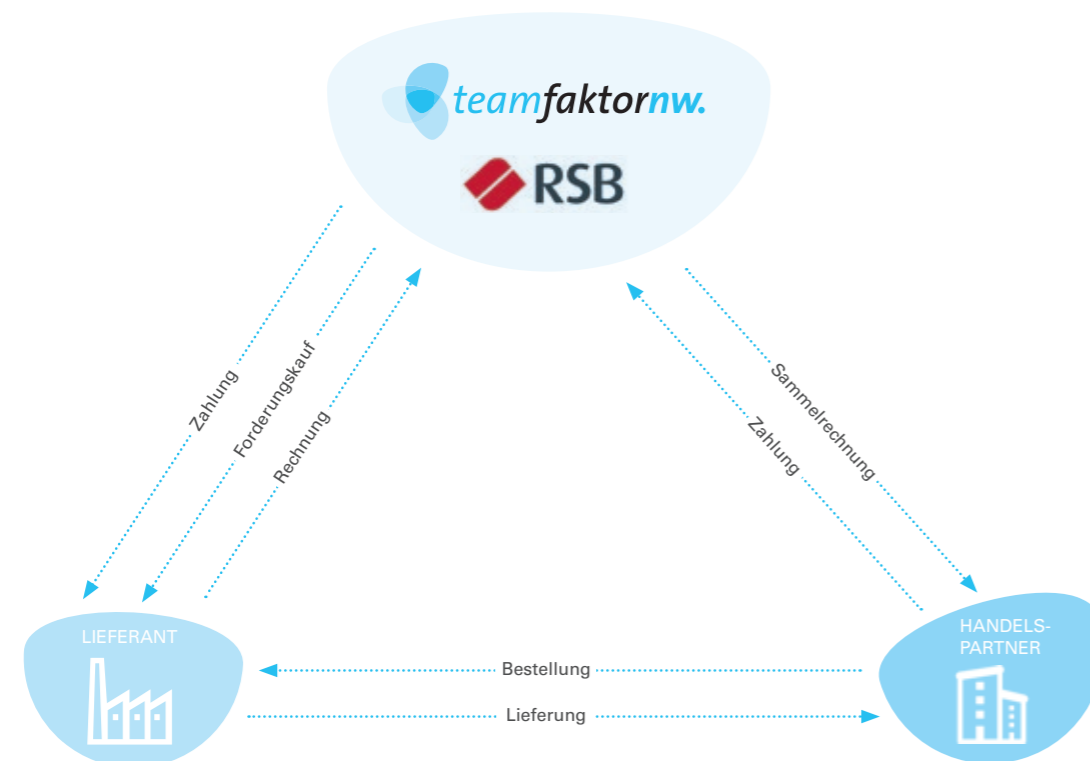 teamfaktornw.
RSB
Zahlung
Forderungskauf
Rechnung
Sammelrechnung
Zahlung
LIEFERANT
HANDELS-
PARTNER
Bestellung
Lieferung